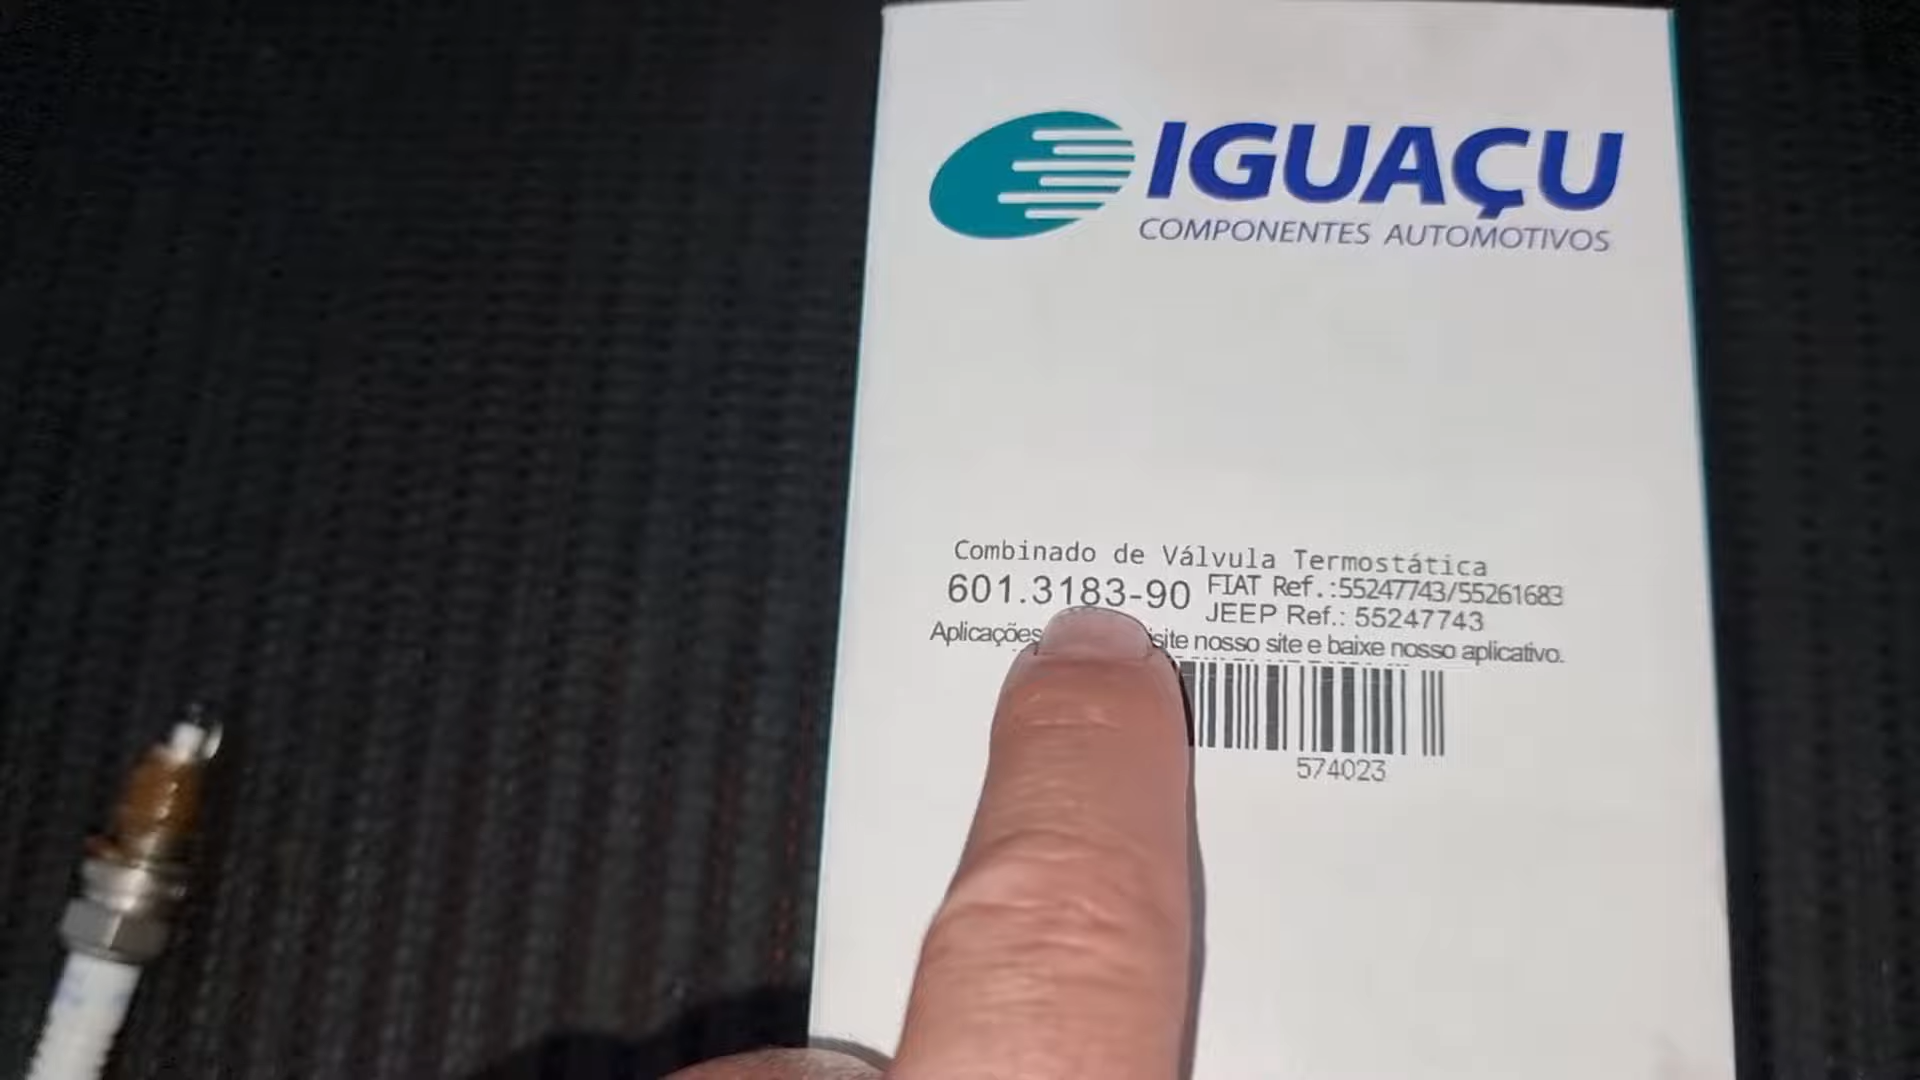 IGUAÇU
COMPONENTES AUTOMOTIVOS
Combinado de Válvula Termostática
601.3183-90 FIAT Ref.:55247743/55261683
JEEP Ref.: 55247743
Aplicações nosso site e baixe nosso aplicativo.
574023